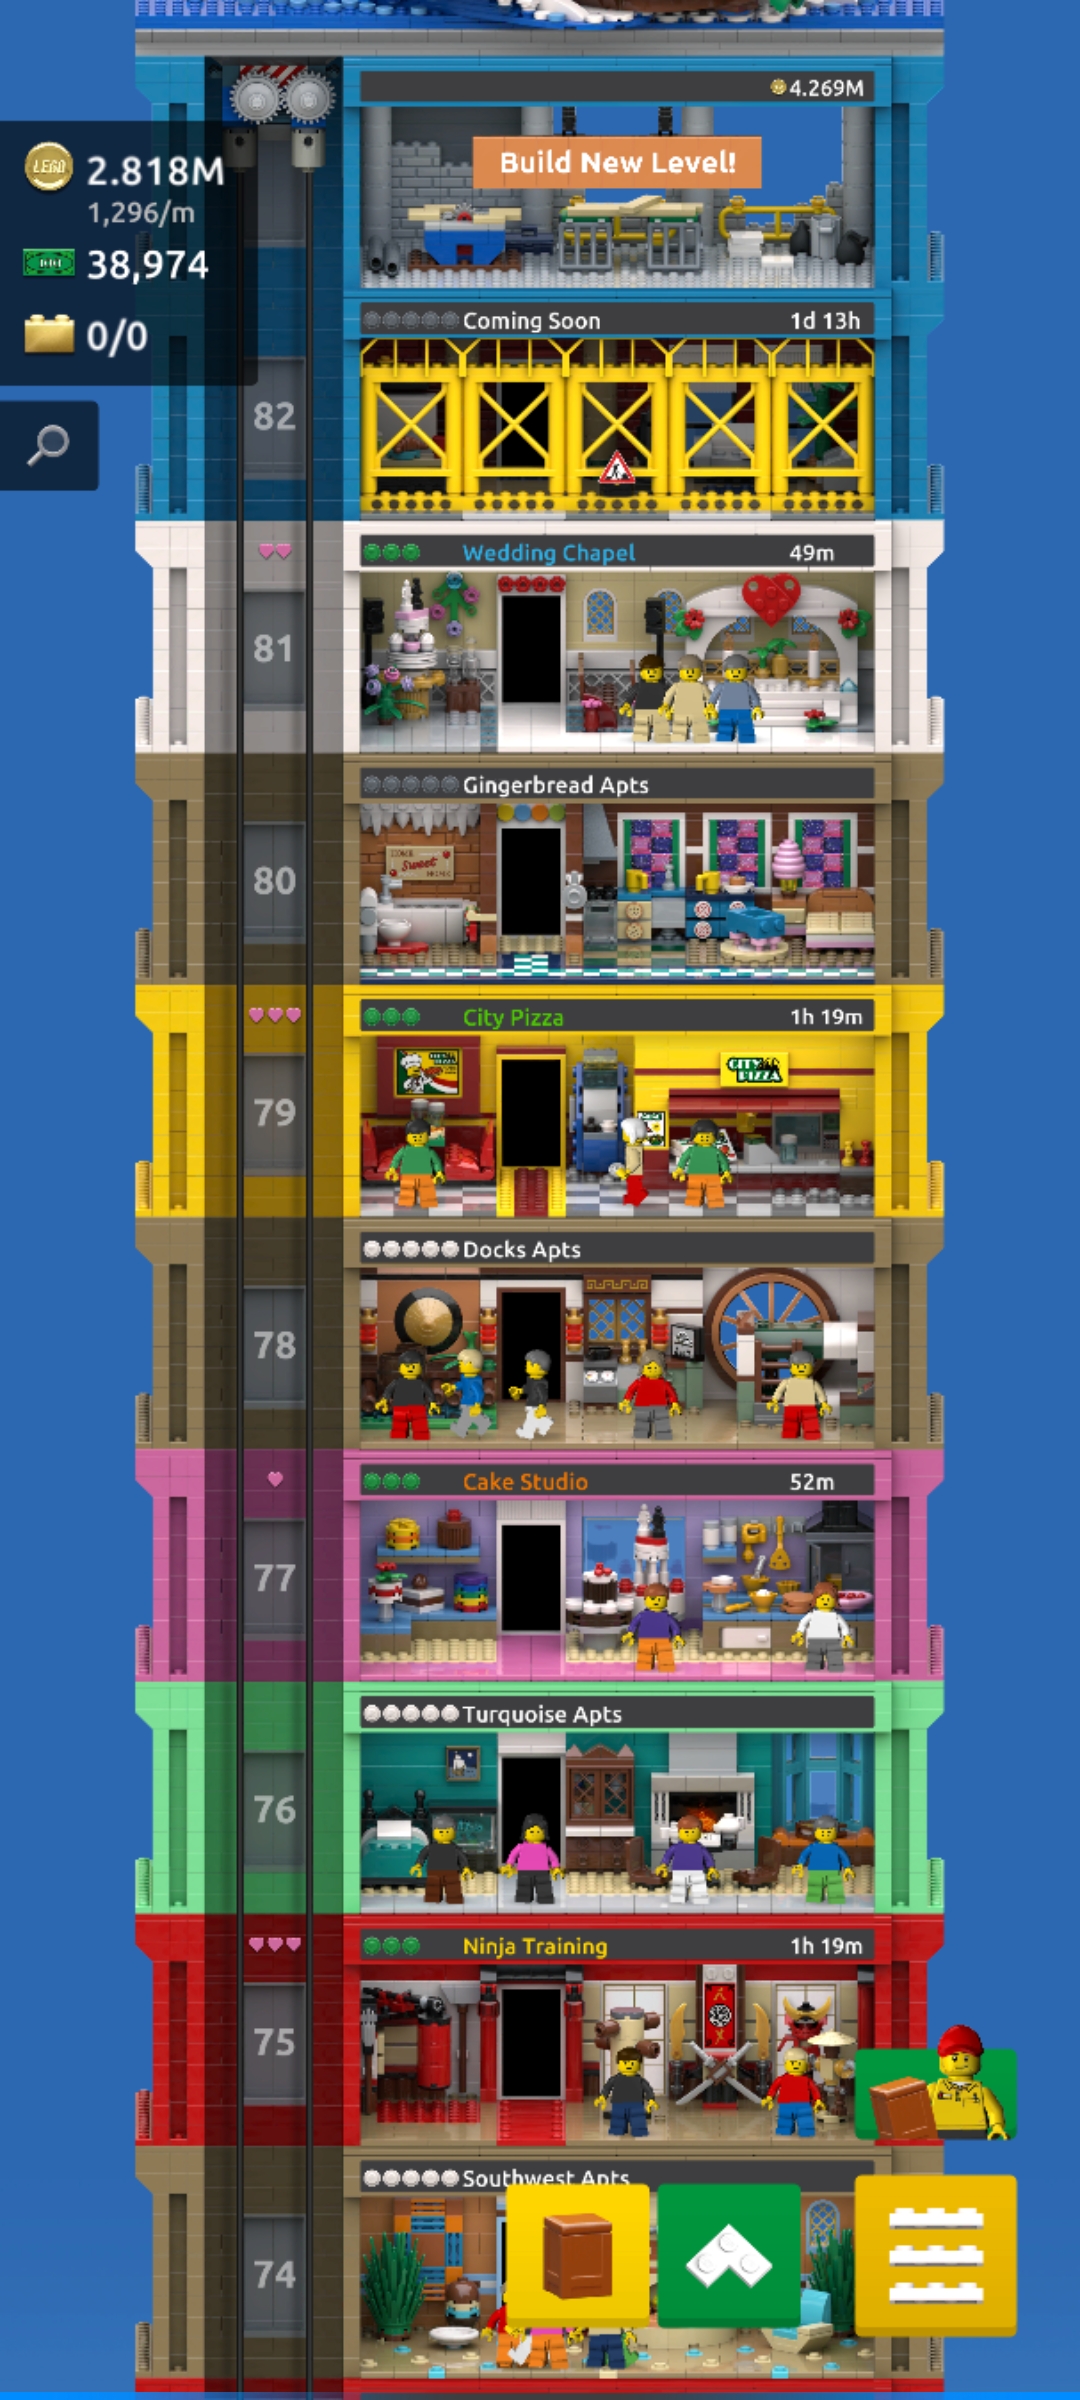 4.269M
Build New Level!
LEGO
2.818M
1,296/m
38,974
0/0
Coming Soon 1d 13h
82
Wedding Chapel 49m
81
Gingerbread Apts
Sweet
80
City Pizza 1h 19m
CITY PIZZA
79
Docks Apts
78
Cake Studio 52m
77
Turquoise Apts
76
Ninja Training 1h 19m
75
Southwest Apts
74